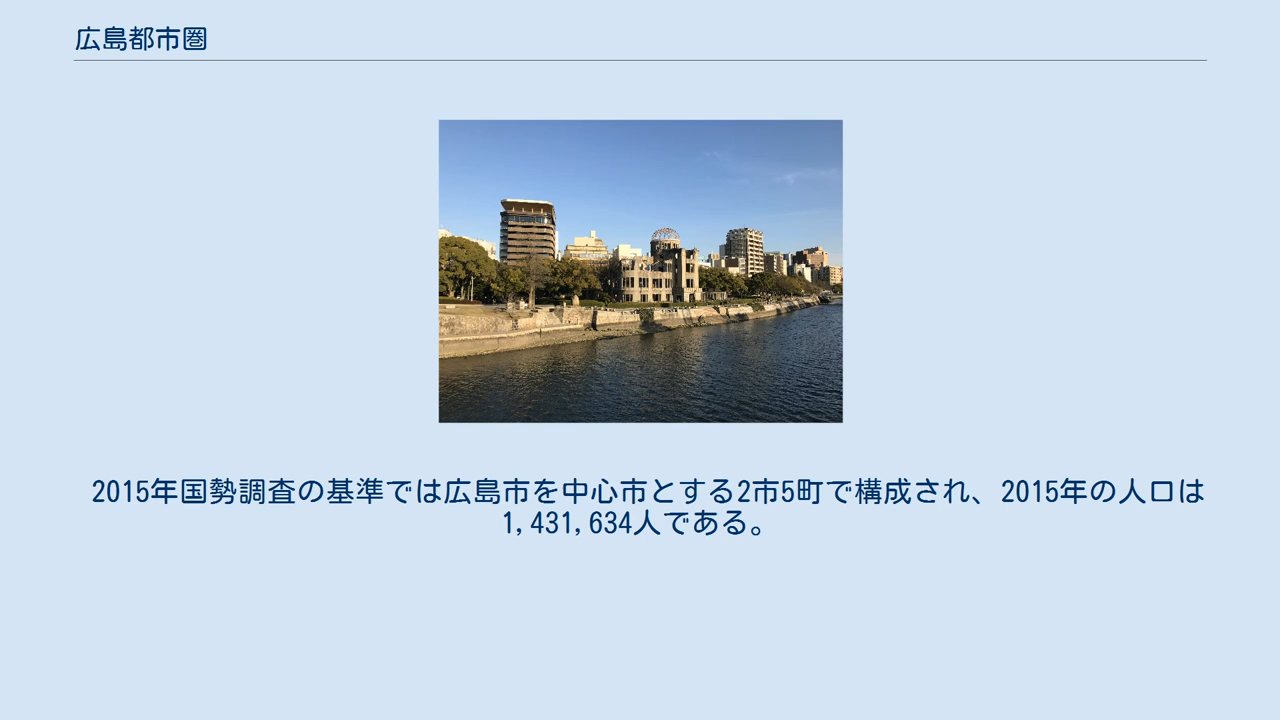 広島都市圏
2015年国勢調査の基準では広島市を中心市とする2市5町で構成され、2015年の人口は
1,431,634人である。